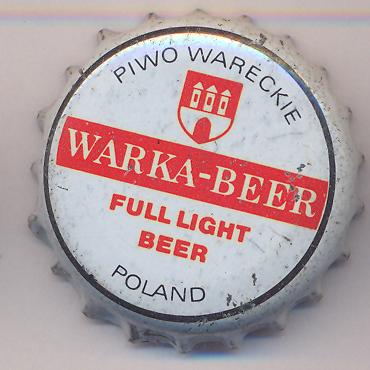 PIWO WARECKIE
WARKA-BEER
FULL LIGHT
BEER
POLAND